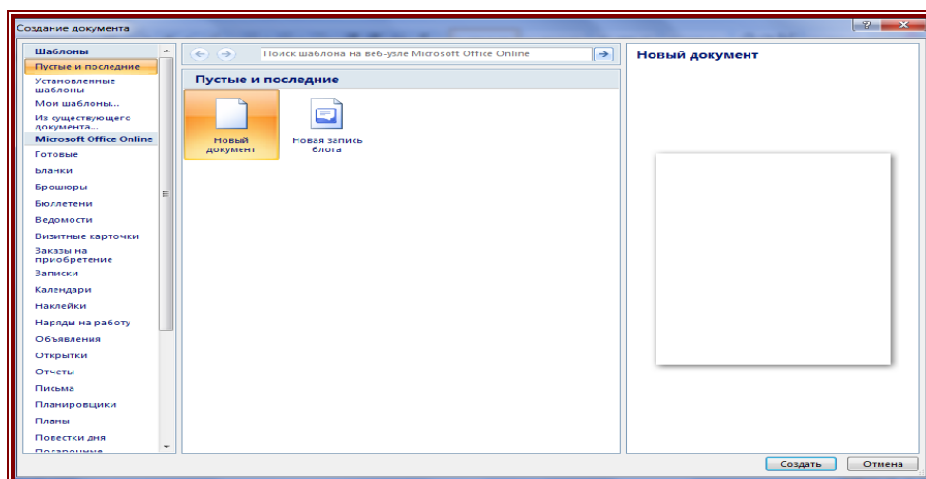 Создание документа
Шаблоны
Пустые и последние
Установленные
шаблоны
Мои шаблоны...
Из существующего
документа...
Microsoft Office Online
Готовые
Бланки
Брошюры
Бюллетени
Ведомости
Визитные карточки
Заказы на
приобретение
Записки
Календари
Наклейки
Наряды на работу
Объявления
Открытки
Отчеты
Письма
Планировщики
Планы
Повестки дня
Поиск шаблона на веб-узле Microsoft Office Online
Пустые и последние
Новый
документ
Новая запись
блога
Новый документ
Создать
Отмена